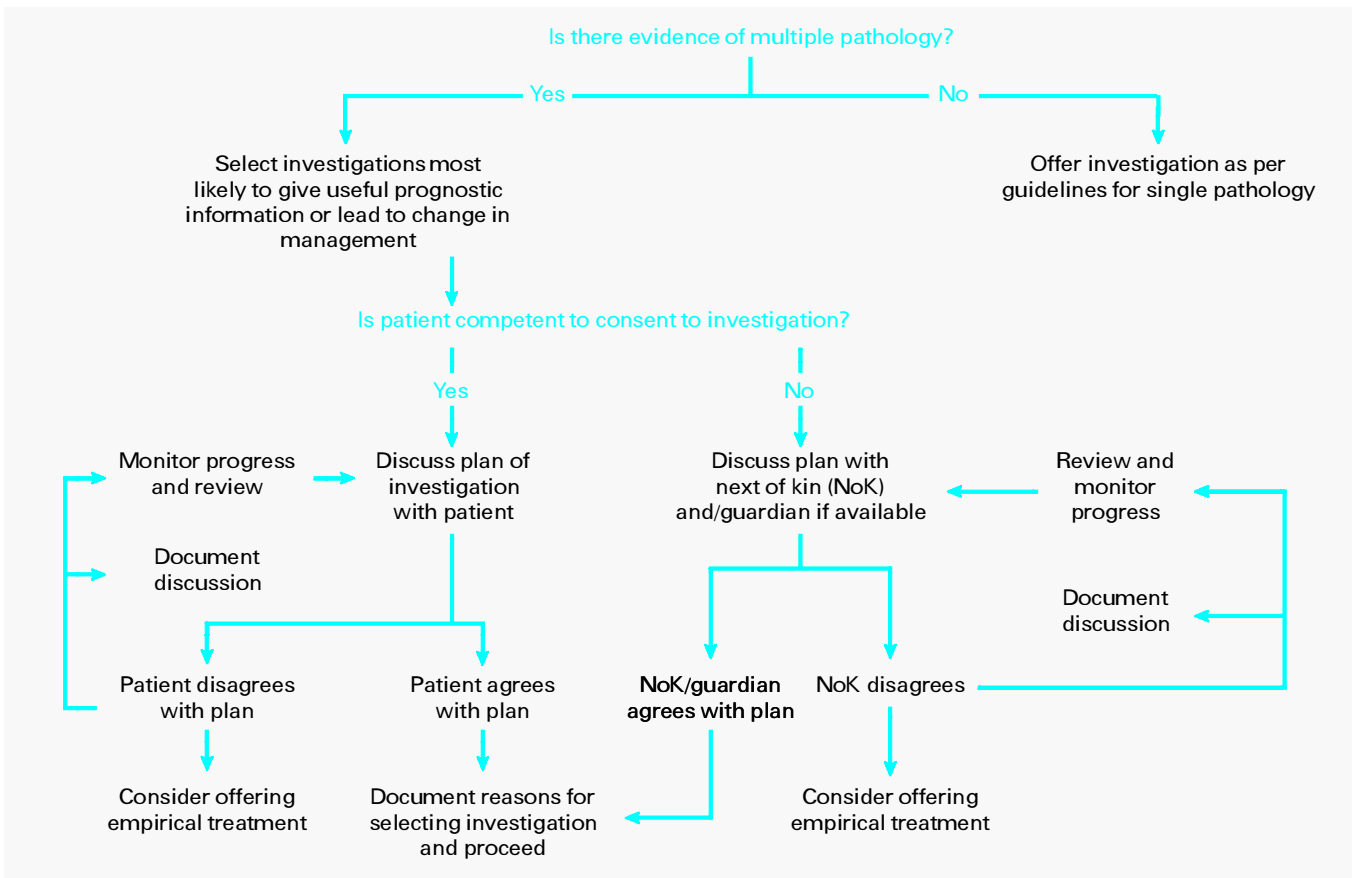 Is there evidence of multiple pathology?
Yes
No
Select investigations most
likely to give useful prognostic
information or lead to change in
management
Offer investigation as per
guidelines for single pathology
Is patient competent to consent to investigation?
Yes
No
Monitor progress
and review
Discuss plan of
investigation
with patient
Discuss plan with
next of kin (NoK)
and/guardian if available
Review and
monitor
progress
Document
discussion
Document
discussion
Patient disagrees
with plan
Patient agrees
with plan
NoK/guardian
agrees with plan
NoK disagrees
Consider offering
empirical treatment
Document reasons for
selecting investigation
and proceed
Consider offering
empirical treatment